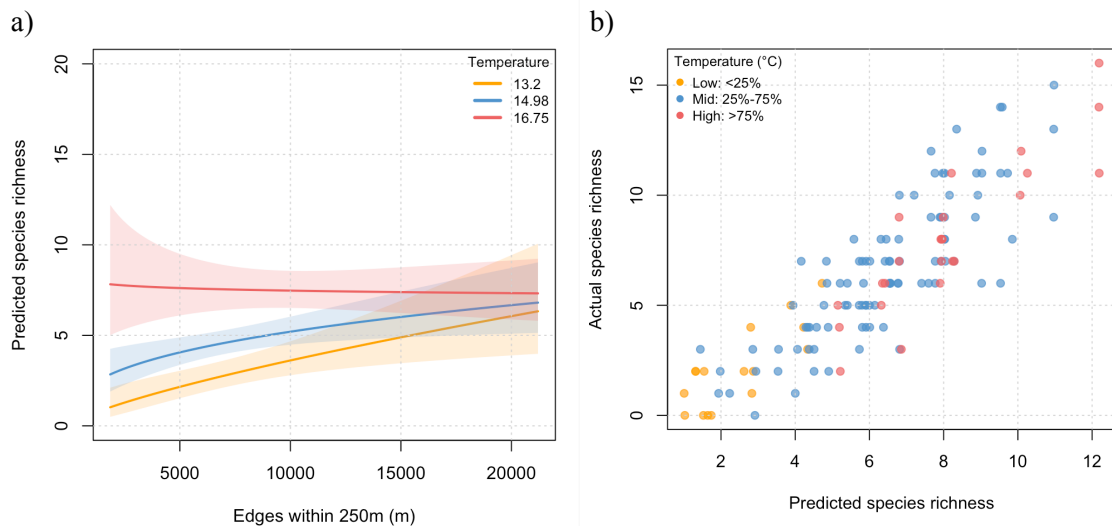 a)
Predicted species richness
20
15
10
5
0
Temperature
13.2
14.98
16.75
5000 10000 15000 20000
Edges within 250m (m)
b)
Actual species richness
15
10
5
0
Temperature (°C)
Low: <25%
Mid: 25%-75%
High: >75%
2 4 6 8 10 12
Predicted species richness